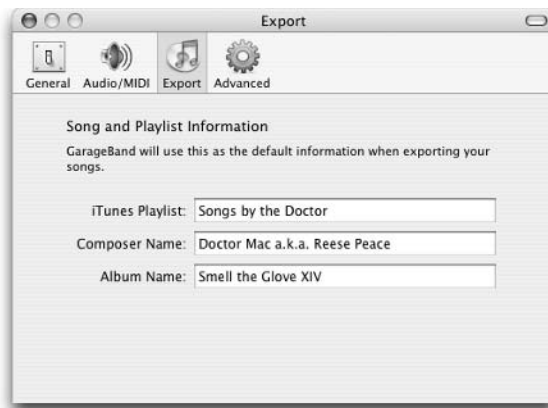 Export
General Audio/MIDI Export Advanced
Song and Playlist Information
GarageBand will use this as the default information when exporting your
songs.
iTunes Playlist: Songs by the Doctor
Composer Name: Doctor Mac a.k.a. Reese Peace
Album Name: Smell the Glove XIV